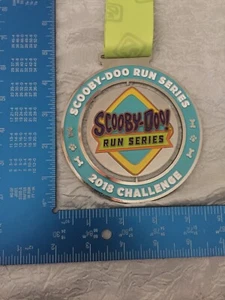 SCOOBY-DOO RUN SERIES
SCOOBY-DOO!
RUN SERIES
2018 CHALLENGE